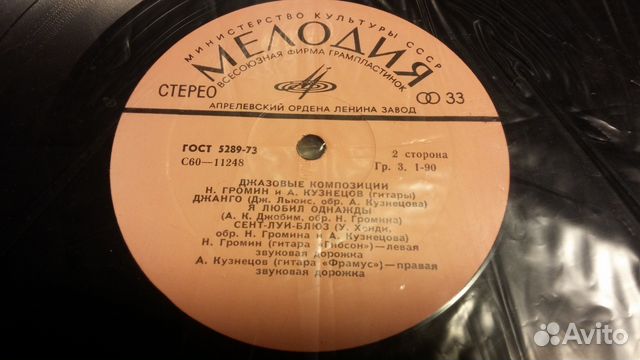 МИНИСТЕРСТВО КУЛЬТУРЫ СССР
МЕЛОДИЯ
ВСЕСОЮЗНАЯ ФИРМА ГРАМПЛАСТИНОК
СТЕРЕО
33
АПРЕЛЕВСКИЙ ОРДЕНА ЛЕНИНА ЗАВОД
ГОСТ 5289-73
С60—11248
2 сторона
Гр. 3. 1-90
ДЖАЗОВЫЕ КОМПОЗИЦИИ
Н. ГРОМИН и А. КУЗНЕЦОВ (гитары)
ДЖАНГО (Дж. Льюис, обр. А. Кузнецова)
Я ЛЮБИЛ ОДНАЖДЫ
(А. К. Джобим, обр. Н. Громина)
СЕНТ-ЛУИ-БЛЮЗ (У. Хенди,
обр. Н. Громина и А. Кузнецова)
Н. Громин (гитара «Гибсон»)—левая
звуковая дорожка
А. Кузнецов (гитара «Фрамус»)—правая
звуковая дорожка
Avito